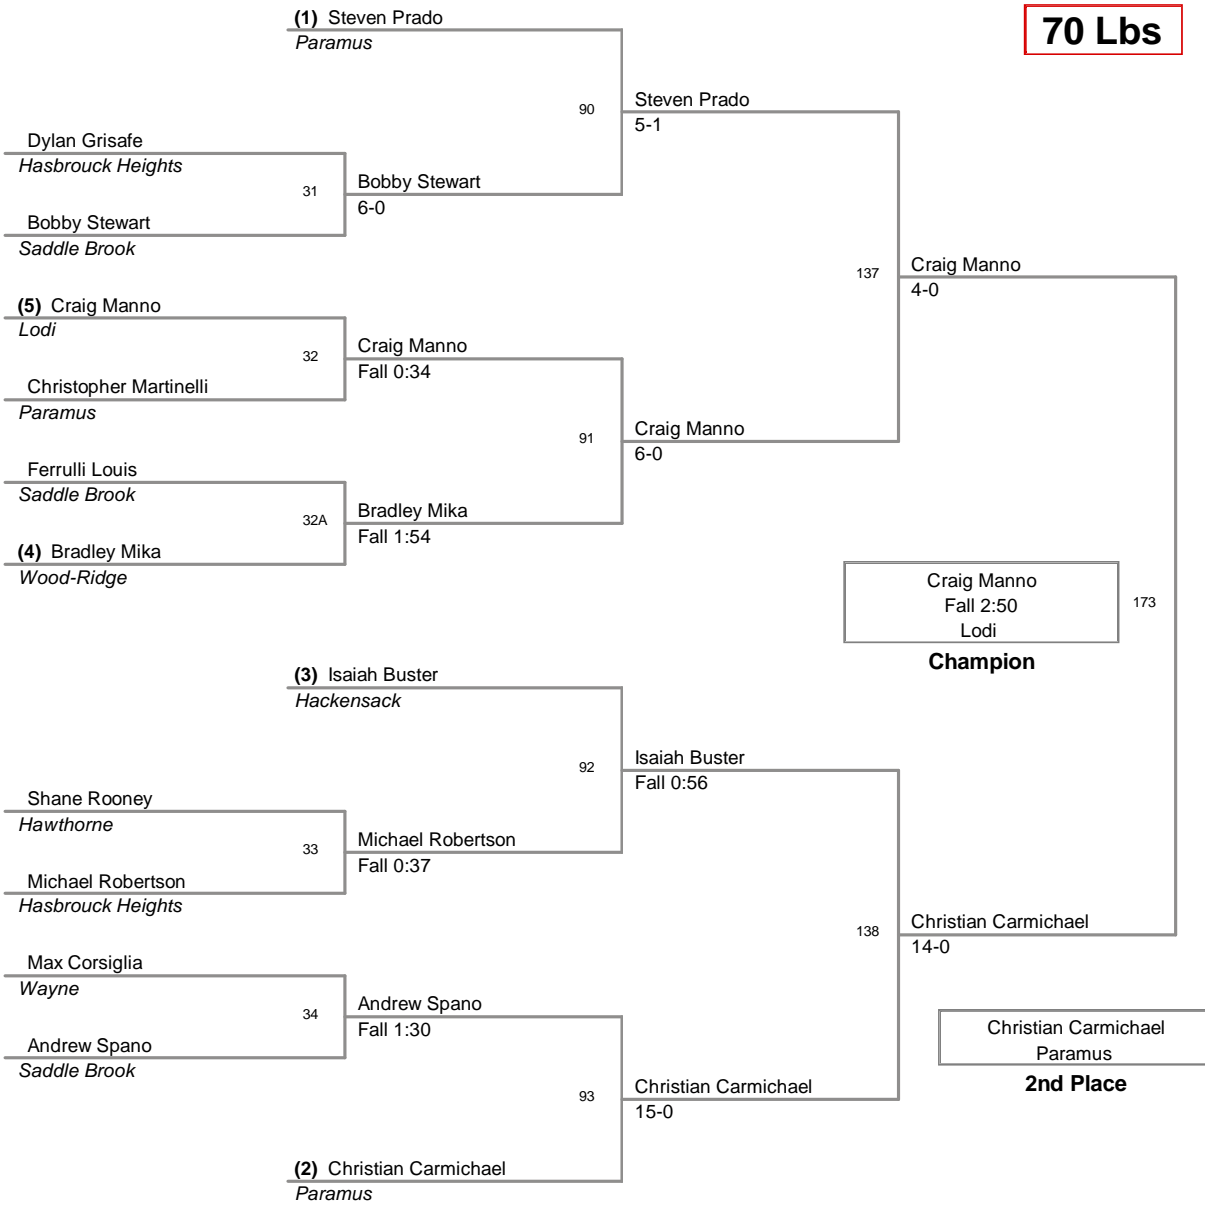 (1) Steven Prado
Paramus
70 Lbs
90
Steven Prado
5-1
Dylan Grisafe
Hasbrouck Heights
31
Bobby Stewart
6-0
Bobby Stewart
Saddle Brook
137
Craig Manno
4-0
(5) Craig Manno
Lodi
32
Craig Manno
Fall 0:34
Christopher Martinelli
Paramus
91
Craig Manno
6-0
Ferrulli Louis
Saddle Brook
32A
Bradley Mika
Fall 1:54
(4) Bradley Mika
Wood-Ridge
Craig Manno
Fall 2:50
Lodi
173
Champion
(3) Isaiah Buster
Hackensack
92
Isaiah Buster
Fall 0:56
Shane Rooney
Hawthorne
33
Michael Robertson
Fall 0:37
Michael Robertson
Hasbrouck Heights
138
Christian Carmichael
14-0
Max Corsiglia
Wayne
34
Andrew Spano
Fall 1:30
Andrew Spano
Saddle Brook
Christian Carmichael
Paramus
2nd Place
93
Christian Carmichael
15-0
(2) Christian Carmichael
Paramus